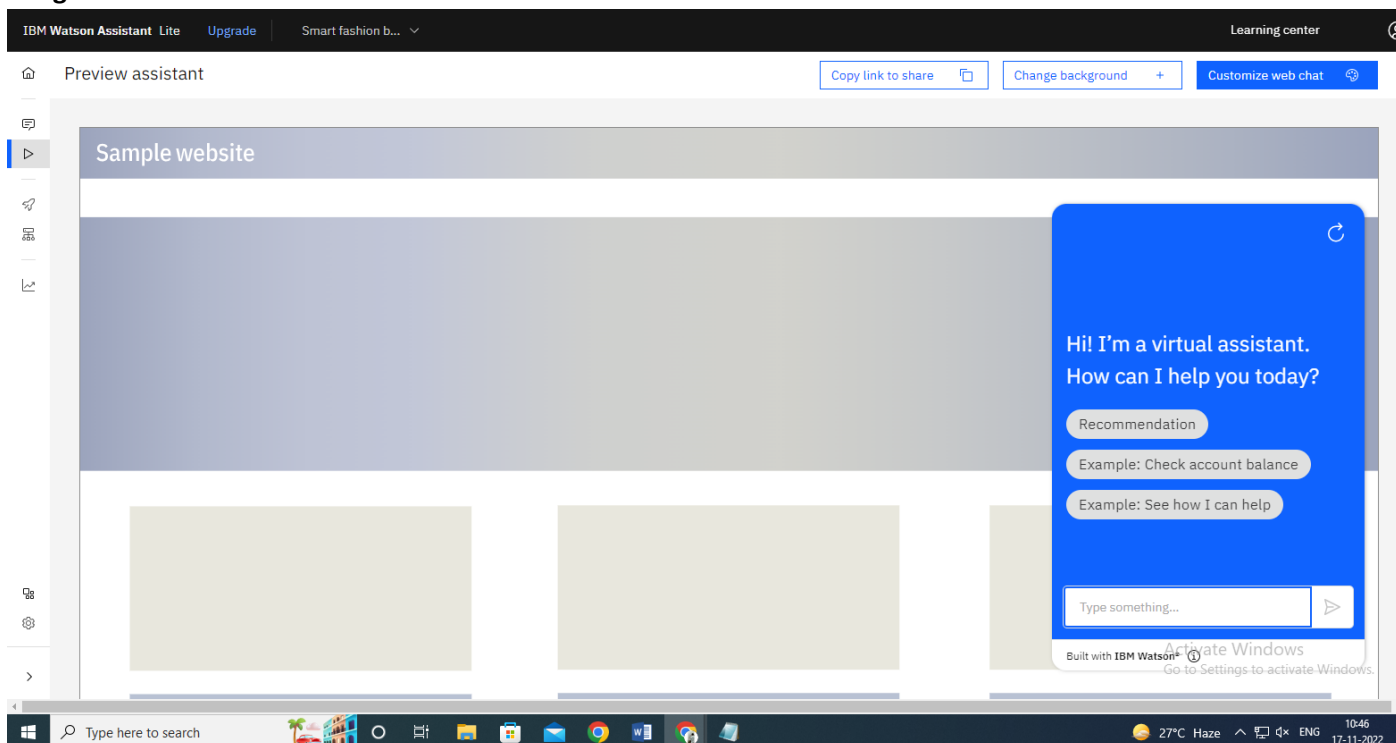 IBM Watson Assistant Lite Upgrade Smart fashion b... Learning center
Preview assistant Copy link to share Change background + Customize web chat
Sample website
Hi! I'm a virtual assistant.
How can I help you today?
Recommendation
Example: Check account balance
Example: See how I can help
Type something...
Built with IBM Watson®
Activate Windows
Go to Settings to activate Windows.
Type here to search 27°C Haze ENG 10:46
17-11-2022